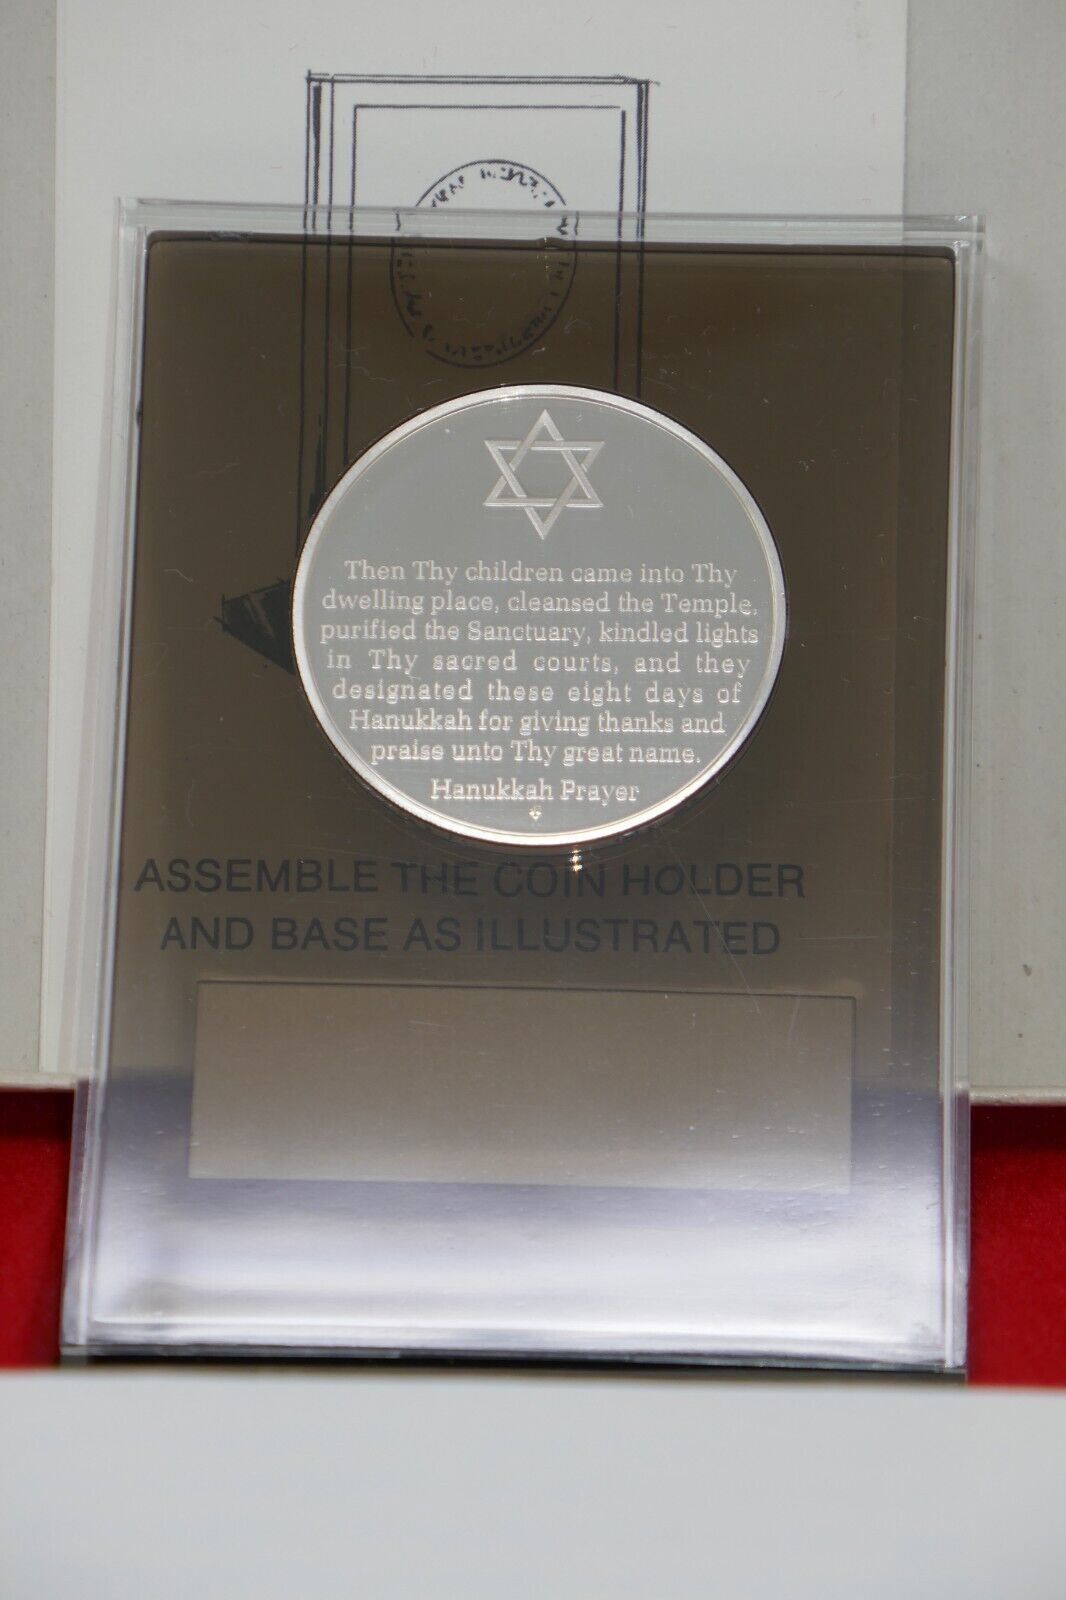 Then Thy children came into Thy
dwelling place, cleansed the Temple,
purified the Sanctuary, kindled lights
in Thy sacred courts, and they
designated these eight days of
Hanukkah for giving thanks and
praise unto Thy great name.
Hanukkah Prayer
ASSEMBLE THE COIN HOLDER
AND BASE AS ILLUSTRATED